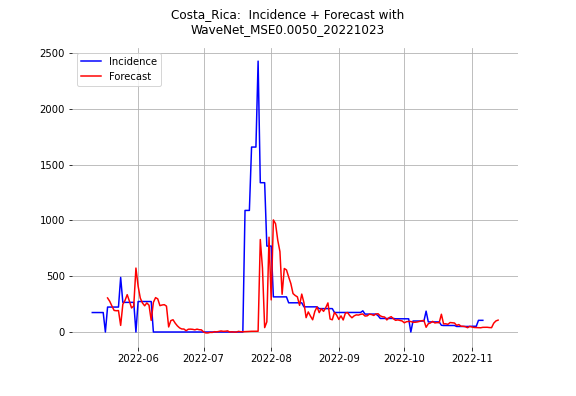 Costa_Rica:  Incidence + Forecast with
WaveNet_MSE0.0050_20221023
Incidence
Forecast
2500
2000
1500
1000
500
0
2022-06 2022-07 2022-08 2022-09 2022-10 2022-11